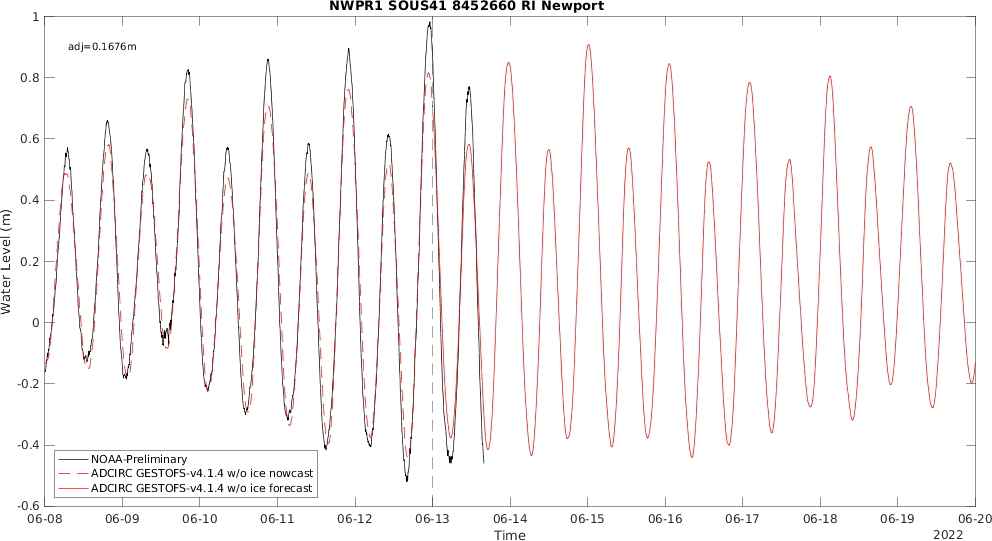 NWPR1 SOUS41 8452660 RI Newport
adj=0.1676m
1
0.8
0.6
0.4
0.2
0
-0.2
-0.4
-0.6
Water Level (m)
NOAA-Preliminary
ADCIRC GESTOFS-v4.1.4 w/o ice nowcast
ADCIRC GESTOFS-v4.1.4 w/o ice forecast
06-08 06-09 06-10 06-11 06-12 06-13 06-14 06-15 06-16 06-17 06-18 06-19 06-20
Time
2022